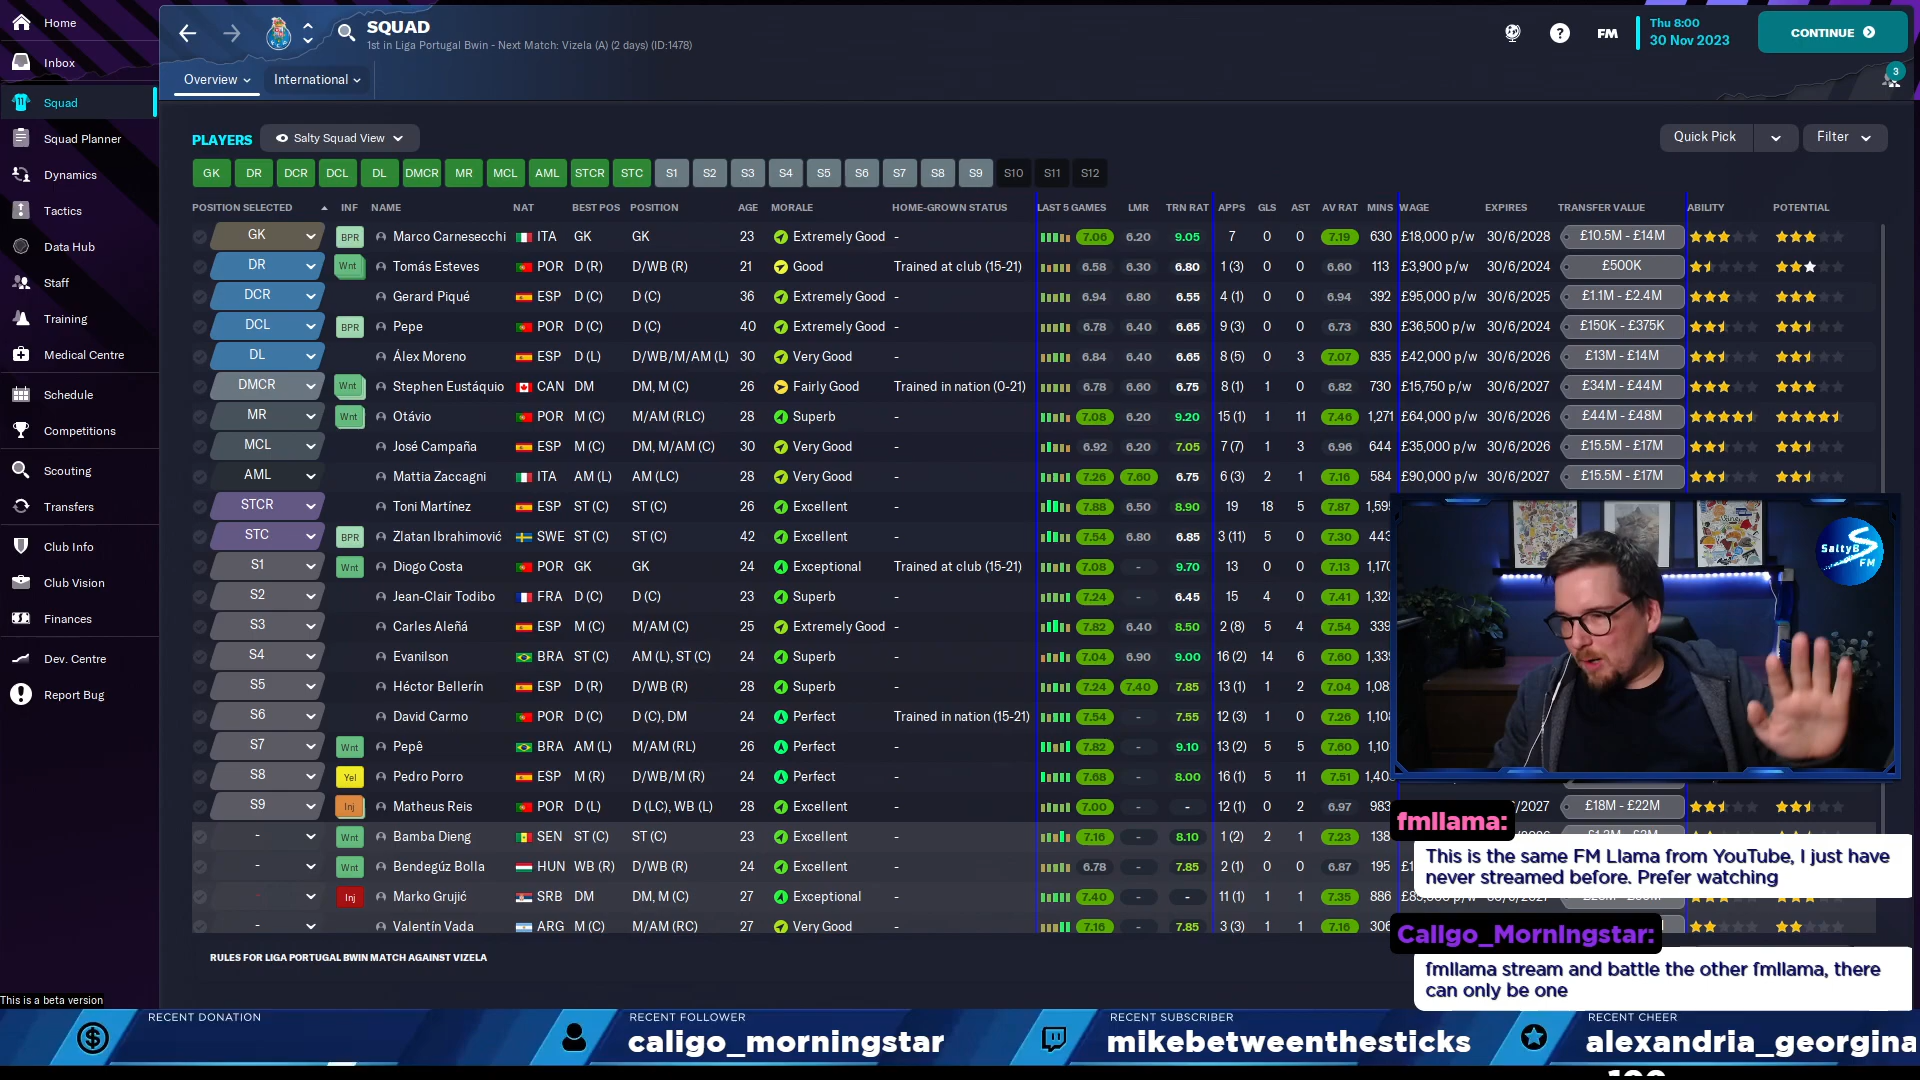 Home
Inbox
Squad
Squad Planner
Dynamics
Tactics
Data Hub
Staff
Training
Medical Centre
Schedule
Competitions
Scouting
Transfers
Club Info
Club Vision
Finances
Dev. Centre
Report Bug
This is a beta version
SQUAD
1st in Liga Portugal Bwin - Next Match: Vizela (A) (2 days) (ID:1478)
FM
Thu 8:00
30 Nov 2023
CONTINUE
Overview International
3
PLAYERS Salty Squad View Quick Pick Filter
GK DR DCR DCL DL DMCR MR MCL AML STCR STC S1 S2 S3 S4 S5 S6 S7 S8 S9 S10 S11 S12
POSITION SELECTED INF NAME NAT BEST POS POSITION AGE MORALE HOME-GROWN STATUS LAST 5 GAMES LMR TRN RAT APPS GLS AST AV RAT MINS WAGE EXPIRES TRANSFER VALUE ABILITY POTENTIAL
GK BPR Marco Carnesecchi ITA GK GK 23 Extremely Good - 7.06 6.20 9.05 7 0 0 7.19 630 £18,000 p/w 30/6/2028 £10.5M - £14M
DR Wnt Tomás Esteves POR D (R) D/WB (R) 21 Good Trained at club (15-21) 6.58 6.30 6.80 1 (3) 0 0 6.60 113 £3,900 p/w 30/6/2024 £500K
DCR Gerard Piqué ESP D (C) D (C) 36 Extremely Good - 6.94 6.80 6.55 4 (1) 0 0 6.94 392 £95,000 p/w 30/6/2025 £1.1M - £2.4M
DCL BPR Pepe POR D (C) D (C) 40 Extremely Good - 6.78 6.40 6.65 9 (3) 0 0 6.73 830 £36,500 p/w 30/6/2024 £150K - £375K
DL Álex Moreno ESP D (L) D/WB/M/AM (L) 30 Very Good - 6.84 6.40 6.65 8 (5) 0 3 7.07 835 £42,000 p/w 30/6/2026 £13M - £14M
DMCR Wnt Stephen Eustáquio CAN DM DM, M (C) 26 Fairly Good Trained in nation (0-21) 6.78 6.60 6.75 8 (1) 1 0 6.82 730 £15,750 p/w 30/6/2027 £34M - £44M
MR Wnt Otávio POR M (C) M/AM (RLC) 28 Superb - 7.08 6.20 9.20 15 (1) 1 11 7.46 1,271 £64,000 p/w 30/6/2026 £44M - £48M
MCL José Campaña ESP M (C) DM, M/AM (C) 30 Very Good - 6.92 6.20 7.05 7 (7) 1 3 6.96 644 £35,000 p/w 30/6/2026 £15.5M - £17M
AML Mattia Zaccagni ITA AM (L) AM (LC) 28 Very Good - 7.26 7.60 6.75 6 (3) 2 1 7.16 584 £90,000 p/w 30/6/2027 £15.5M - £17M
STCR Toni Martínez ESP ST (C) ST (C) 26 Excellent - 7.88 6.50 8.90 19 18 5 7.87 1,595
STC BPR Zlatan Ibrahimović SWE ST (C) ST (C) 42 Excellent - 7.54 6.80 6.85 3 (11) 5 0 7.30 443
S1 Wnt Diogo Costa POR GK GK 24 Exceptional Trained at club (15-21) 7.08 - 9.70 13 0 0 7.13 1,170
S2 Jean-Clair Todibo FRA D (C) D (C) 23 Superb - 7.24 - 6.45 15 4 0 7.41
S3 Carles Aleñá ESP M (C) M/AM (C) 25 Extremely Good - 7.82 6.40 8.50 2 (8) 5 4 7.54 339
S4 Evanilson BRA ST (C) AM (L), ST (C) 24 Superb - 7.04 6.90 9.00 16 (2) 14 6 7.60
S5 Héctor Bellerín ESP D (R) D/WB (R) 28 Superb - 7.24 7.40 7.85 13 (1) 1 2 7.04
S6 David Carmo POR D (C) D (C), DM 24 Perfect Trained in nation (15-21) 7.54 - 7.55 12 (3) 1 0 7.26
S7 Wnt Pepê BRA AM (L) M/AM (RL) 26 Perfect - 7.82 - 9.10 13 (2) 5 5 7.60
S8 Yel Pedro Porro ESP M (R) D/WB/M (R) 24 Perfect - 7.68 - 8.00 16 (1) 5 11 7.51
S9 Inj Matheus Reis POR D (L) D (LC), WB (L) 28 Excellent - 7.00 - - 12 (1) 0 2 6.97 983 £18M - £22M
- Wnt Bamba Dieng SEN ST (C) ST (C) 23 Excellent - 7.16 - 8.10 1 (2) 2 1 7.23 138
- Wnt Bendegúz Bolla HUN WB (R) D/WB (R) 24 Excellent - 6.78 - 7.85 2 (1) 0 0 6.87 195
- Inj Marko Grujić SRB DM DM, M (C) 27 Exceptional - 7.40 - - 11 (1) 1 1 7.35 886
- Valentín Vada ARG M (C) M/AM (RC) 27 Very Good - 7.16 - 7.85 3 (3) 1 1 7.16 306
RULES FOR LIGA PORTUGAL BWIN MATCH AGAINST VIZELA
SaltyB
FM
fmllama:
This is the same FM Llama from YouTube, I just have
never streamed before. Prefer watching
Caligo_Morningstar:
fmllama stream and battle the other fmllama, there
can only be one
RECENT DONATION
RECENT FOLLOWER
caligo_morningstar
RECENT SUBSCRIBER
mikebetweenthesticks
RECENT CHEER
alexandria_georgina